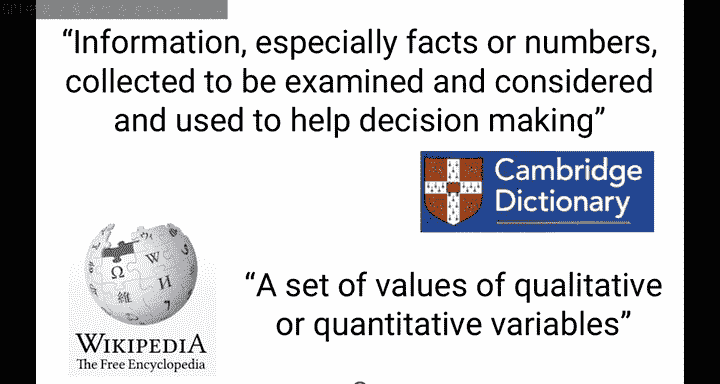 “Information, especially facts or numbers,
collected to be examined and considered
and used to help decision making”
Cambridge
Dictionary
Ω
W
И
維
WIKIPEDIA
The Free Encyclopedia
“A set of values of qualitative
or quantitative variables”